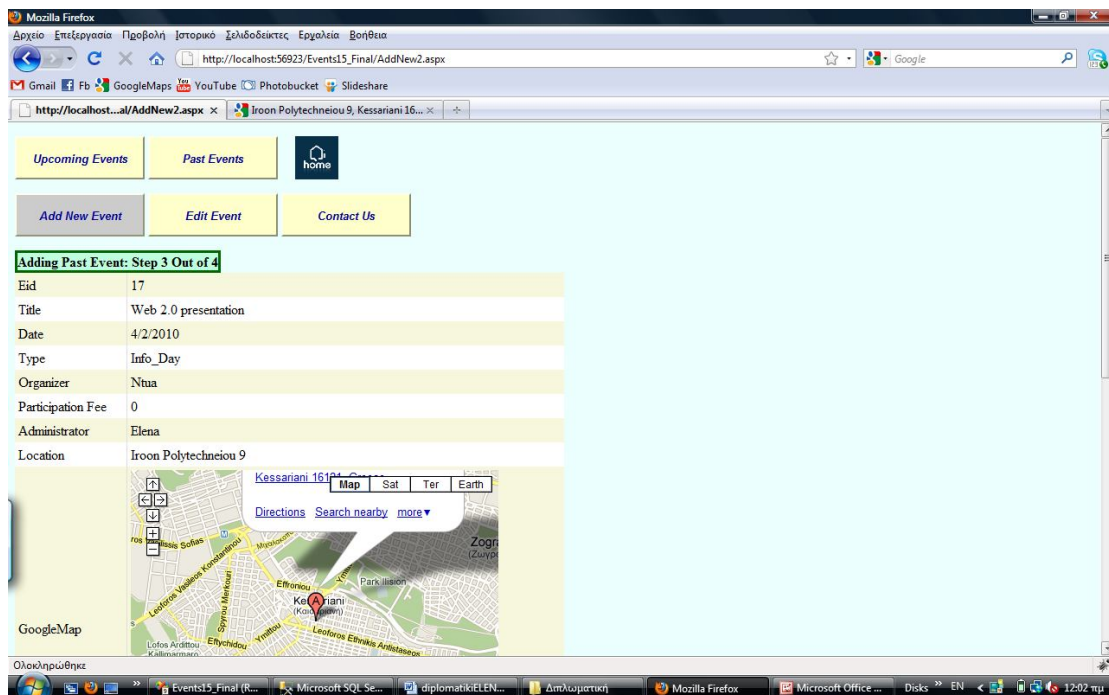 Mozilla Firefox
Αρχείο Επεξεργασία Προβολή Ιστορικό Σελιδοδείκτες Εργαλεία Βοήθεια
http://localhost:56923/Events15_Final/AddNew2.aspx Google
Gmail Fb GoogleMaps YouTube Photobucket Slideshare
http://localhost...al/AddNew2.aspx Iroon Polytechneiou 9, Kessariani 16...
Upcoming Events Past Events home
Add New Event Edit Event Contact Us
Adding Past Event: Step 3 Out of 4
Eid 17
Title Web 2.0 presentation
Date 4/2/2010
Type Info_Day
Organizer Ntua
Participation Fee 0
Administrator Elena
Location Iroon Polytechneiou 9
Kessariani
Map Sat Ter Earth
Directions Search nearby more
Leoforos Vasileos Konstantinou
Spyrou Merkouri
Effroniou
Park Ilision
Ymittou
Leoforos Ethnikis Antistaseos
Lofos Ardittou Eftychidou
Kallimarmaro
GoogleMap
Ολοκληρώθηκε
Events15_Final (R... Microsoft SQL Se... diplomatikiELEN... Διπλωματική Mozilla Firefox Microsoft Office ... Disks EN 12:02 πμ